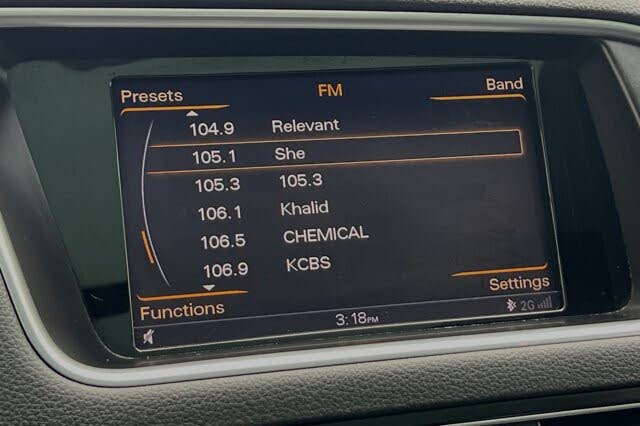 Presets FM Band
104.9 Relevant
105.1 She
105.3 105.3
106.1 Khalid
106.5 CHEMICAL
106.9 KCBS
Functions Settings
3:18PM 2G